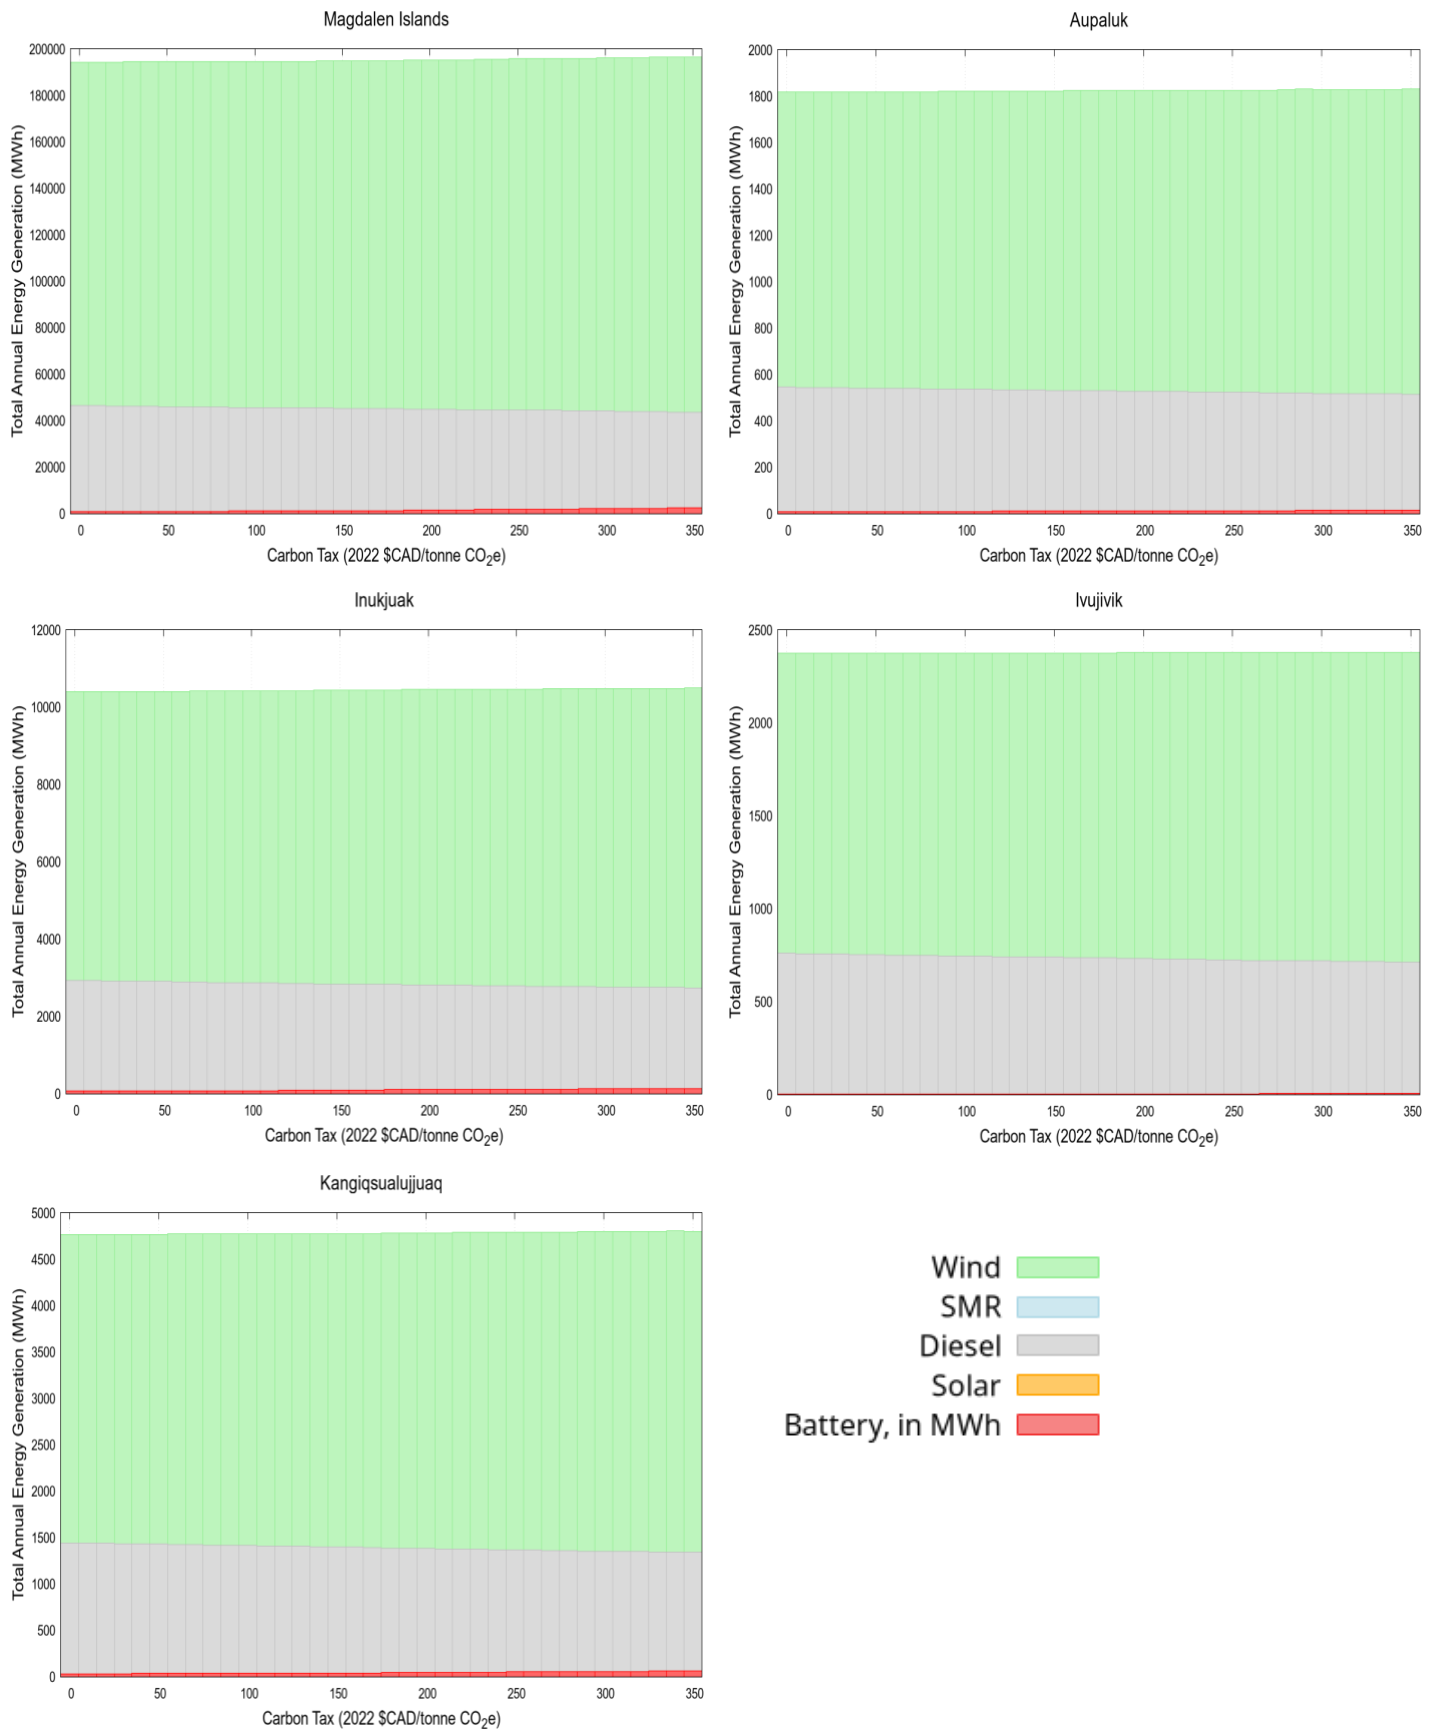 Magdalen Islands
Total Annual Energy Generation (MWh)
200000
180000
160000
140000
120000
100000
80000
60000
40000
20000
0
0 50 100 150 200 250 300 350
Carbon Tax (2022 $CAD/tonne CO2e)
Aupaluk
Total Annual Energy Generation (MWh)
2000
1800
1600
1400
1200
1000
800
600
400
200
0
0 50 100 150 200 250 300 350
Carbon Tax (2022 $CAD/tonne CO2e)
Inukjuak
Total Annual Energy Generation (MWh)
12000
10000
8000
6000
4000
2000
0
0 50 100 150 200 250 300 350
Carbon Tax (2022 $CAD/tonne CO2e)
Ivujivik
Total Annual Energy Generation (MWh)
2500
2000
1500
1000
500
0
0 50 100 150 200 250 300 350
Carbon Tax (2022 $CAD/tonne CO2e)
Kangiqsualujjuaq
Total Annual Energy Generation (MWh)
5000
4500
4000
3500
3000
2500
2000
1500
1000
500
0
0 50 100 150 200 250 300 350
Carbon Tax (2022 $CAD/tonne CO2e)
Wind
SMR
Diesel
Solar
Battery, in MWh